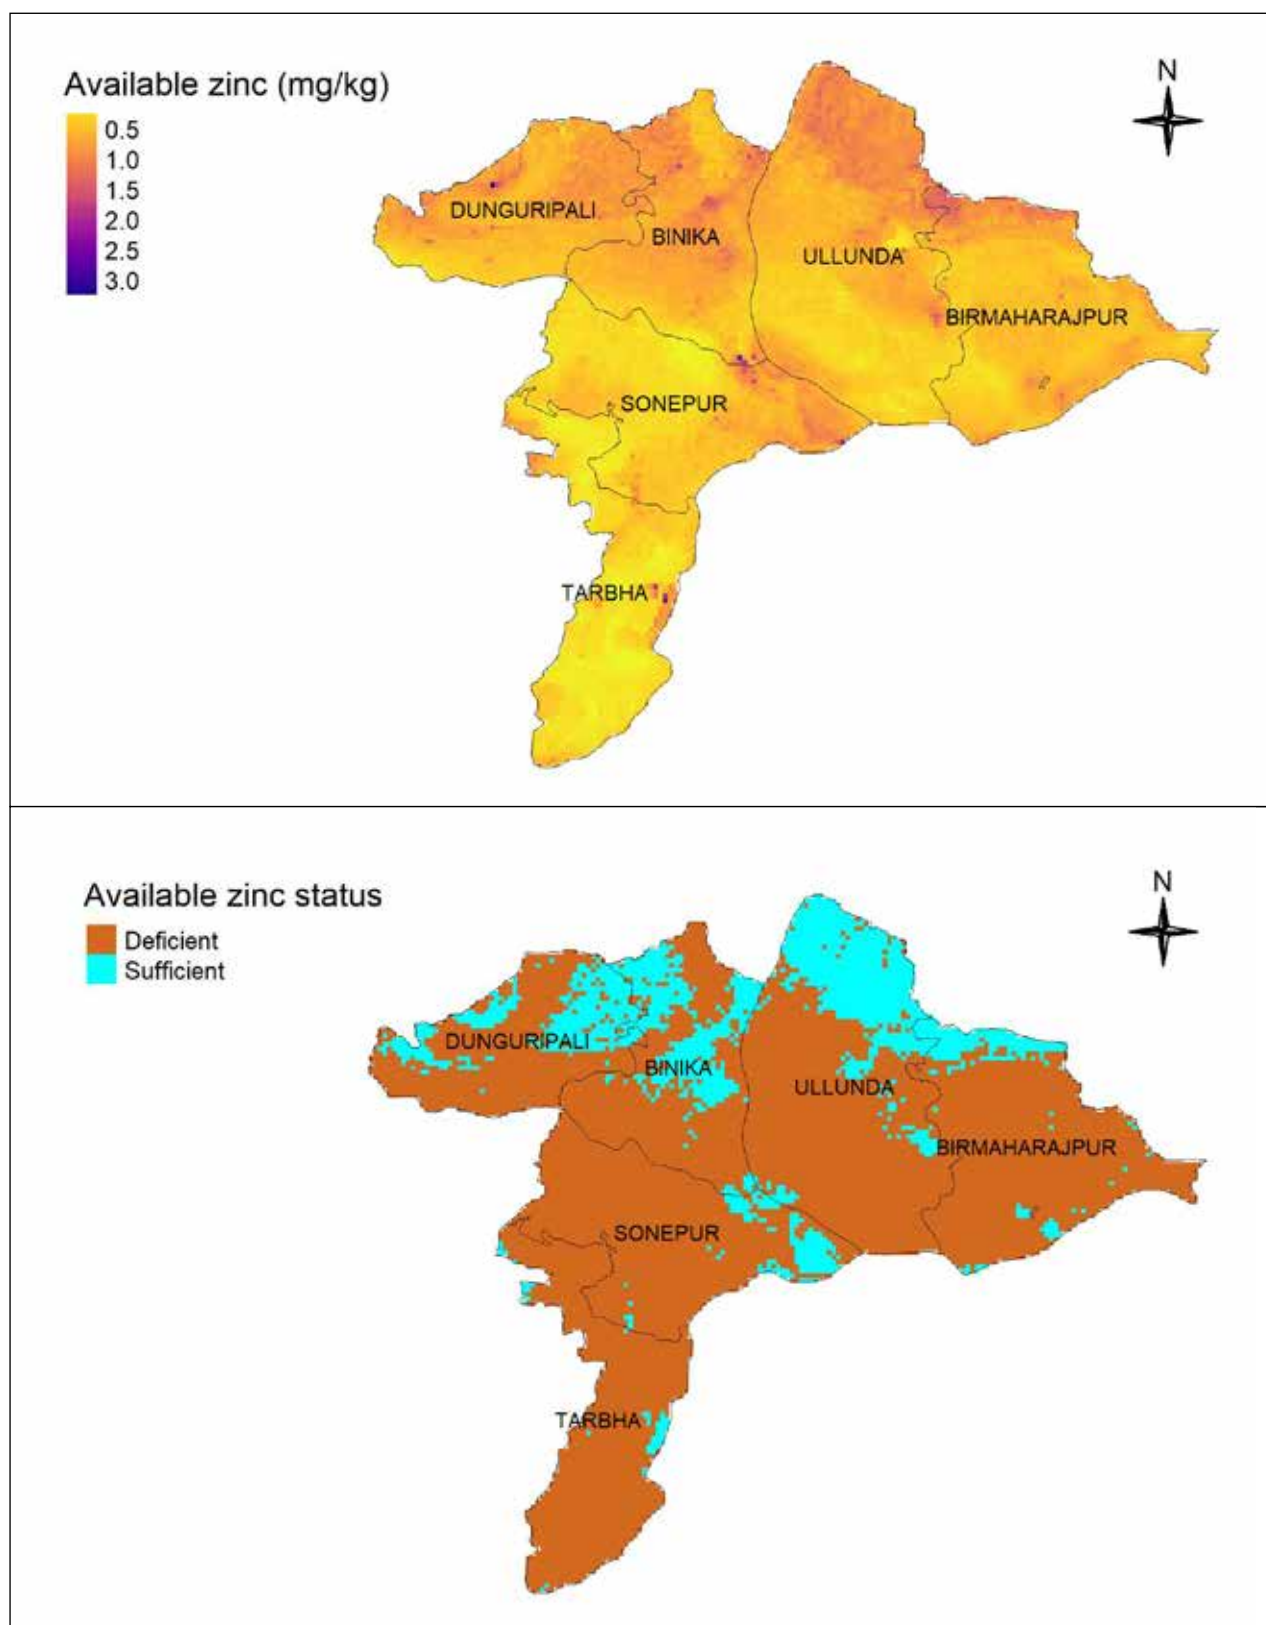 Available zinc (mg/kg)
0.5
1.0
1.5
2.0
2.5
3.0
N
DUNGURIPALI
BINIKA
ULLUNDA
BIRMAHARAJPUR
SONEPUR
TARBHA
Available zinc status
Deficient
Sufficient
N
DUNGURIPALI
BINIKA
ULLUNDA
BIRMAHARAJPUR
SONEPUR
TARBHA